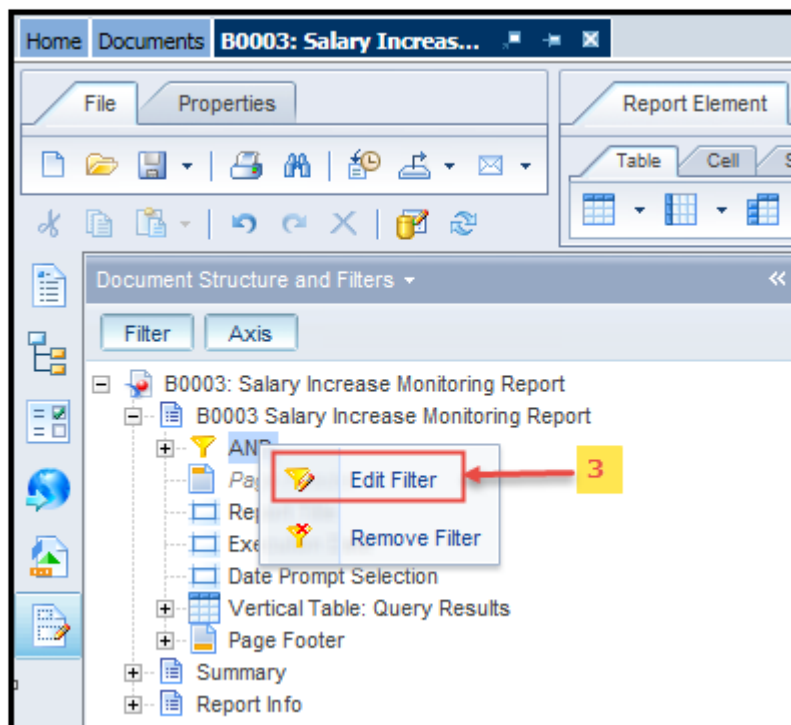 Home Documents B0003: Salary Increas...
File Properties
Report Element
Table Cell S
Document Structure and Filters
Filter Axis
B0003: Salary Increase Monitoring Report
B0003 Salary Increase Monitoring Report
AND
Edit Filter
3
Remove Filter
Date Prompt Selection
Vertical Table: Query Results
Page Footer
Summary
Report Info